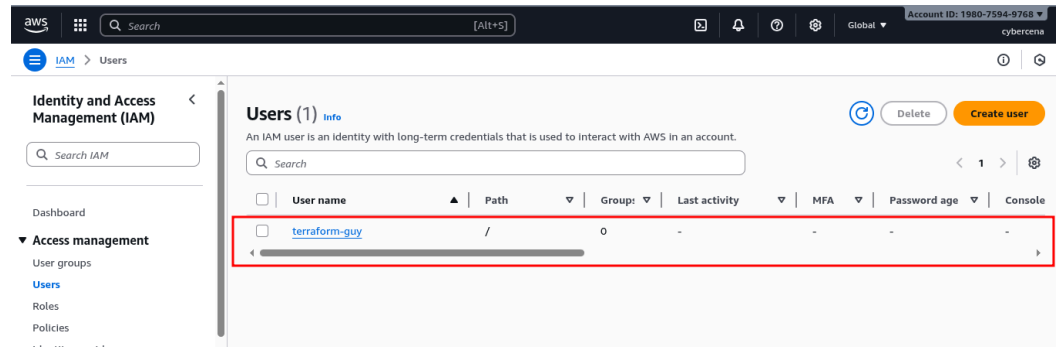 aws
Search
[Alt+S]
Global
Account ID: 1980-7594-9768
cybercena
IAM > Users
Identity and Access
Management (IAM)
Search IAM
Dashboard
Access management
User groups
Users
Roles
Policies
Users (1) Info
Delete
Create user
An IAM user is an identity with long-term credentials that is used to interact with AWS in an account.
Search
1
User name Path Group: Last activity MFA Password age Console
terraform-guy / 0 - - - -